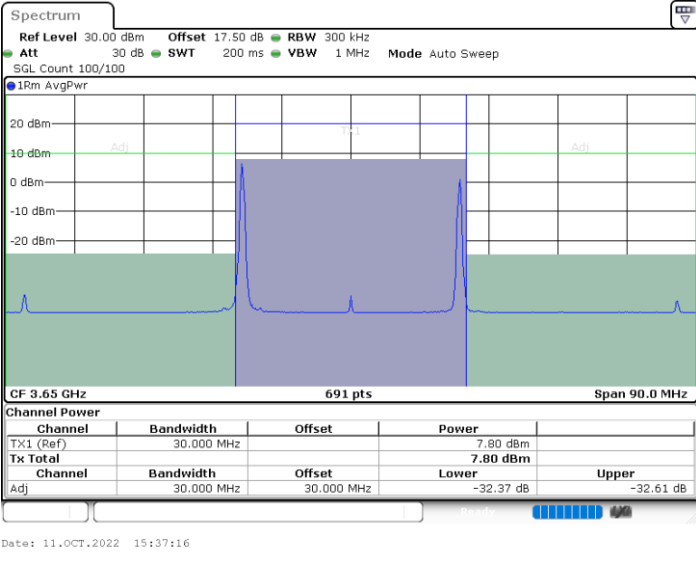 Spectrum
Ref Level 30.00 dBm Offset 17.50 dB RBW 300 kHz
Att 30 dB SWT 200 ms VBW 1 MHz Mode Auto Sweep
SGL Count 100/100
1Rm AvgPwr
20 dBm
TX1
Adj Adj
10 dBm
0 dBm
-10 dBm
-20 dBm
CF 3.65 GHz 691 pts Span 90.0 MHz
Channel Power
Channel Bandwidth Offset Power
TX1 (Ref) 30.000 MHz 7.80 dBm
Tx Total 7.80 dBm
Channel Bandwidth Offset Lower Upper
Adj 30.000 MHz 30.000 MHz -32.37 dB -32.61 dB
Ready
Date: 11.OCT.2022 15:37:16